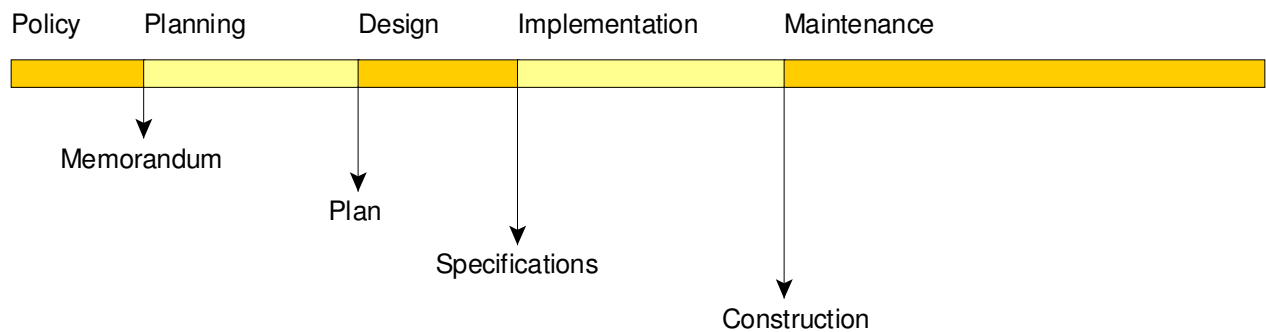 Policy Planning Design Implementation Maintenance
Memorandum
Plan
Specifications
Construction